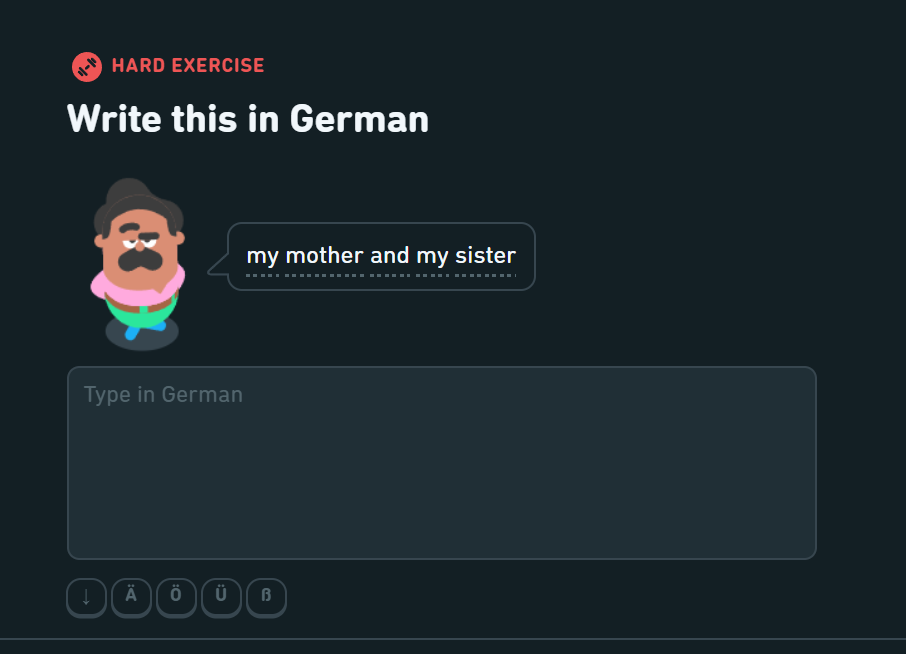 HARD EXERCISE
Write this in German
my mother and my sister
Type in German
↓ Ä Ö Ü ß